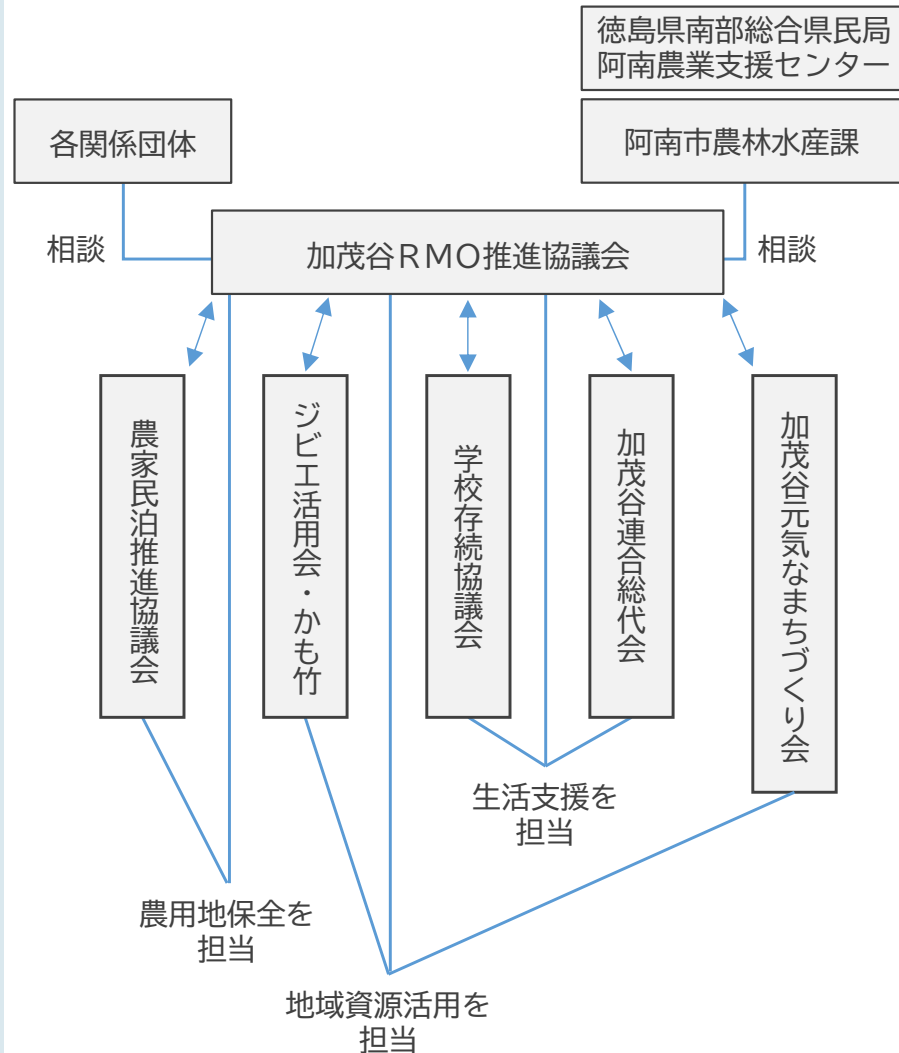 徳島県南部総合県民局
阿南農業支援センター
各関係団体
阿南市農林水産課
相談
加茂谷RMO推進協議会
相談
農家民泊推進協議会
ジビエ活用会・かも竹
学校存続協議会
加茂谷連合総代会
加茂谷元気なまちづくり会
生活支援を
担当
農用地保全を
担当
地域資源活用を
担当